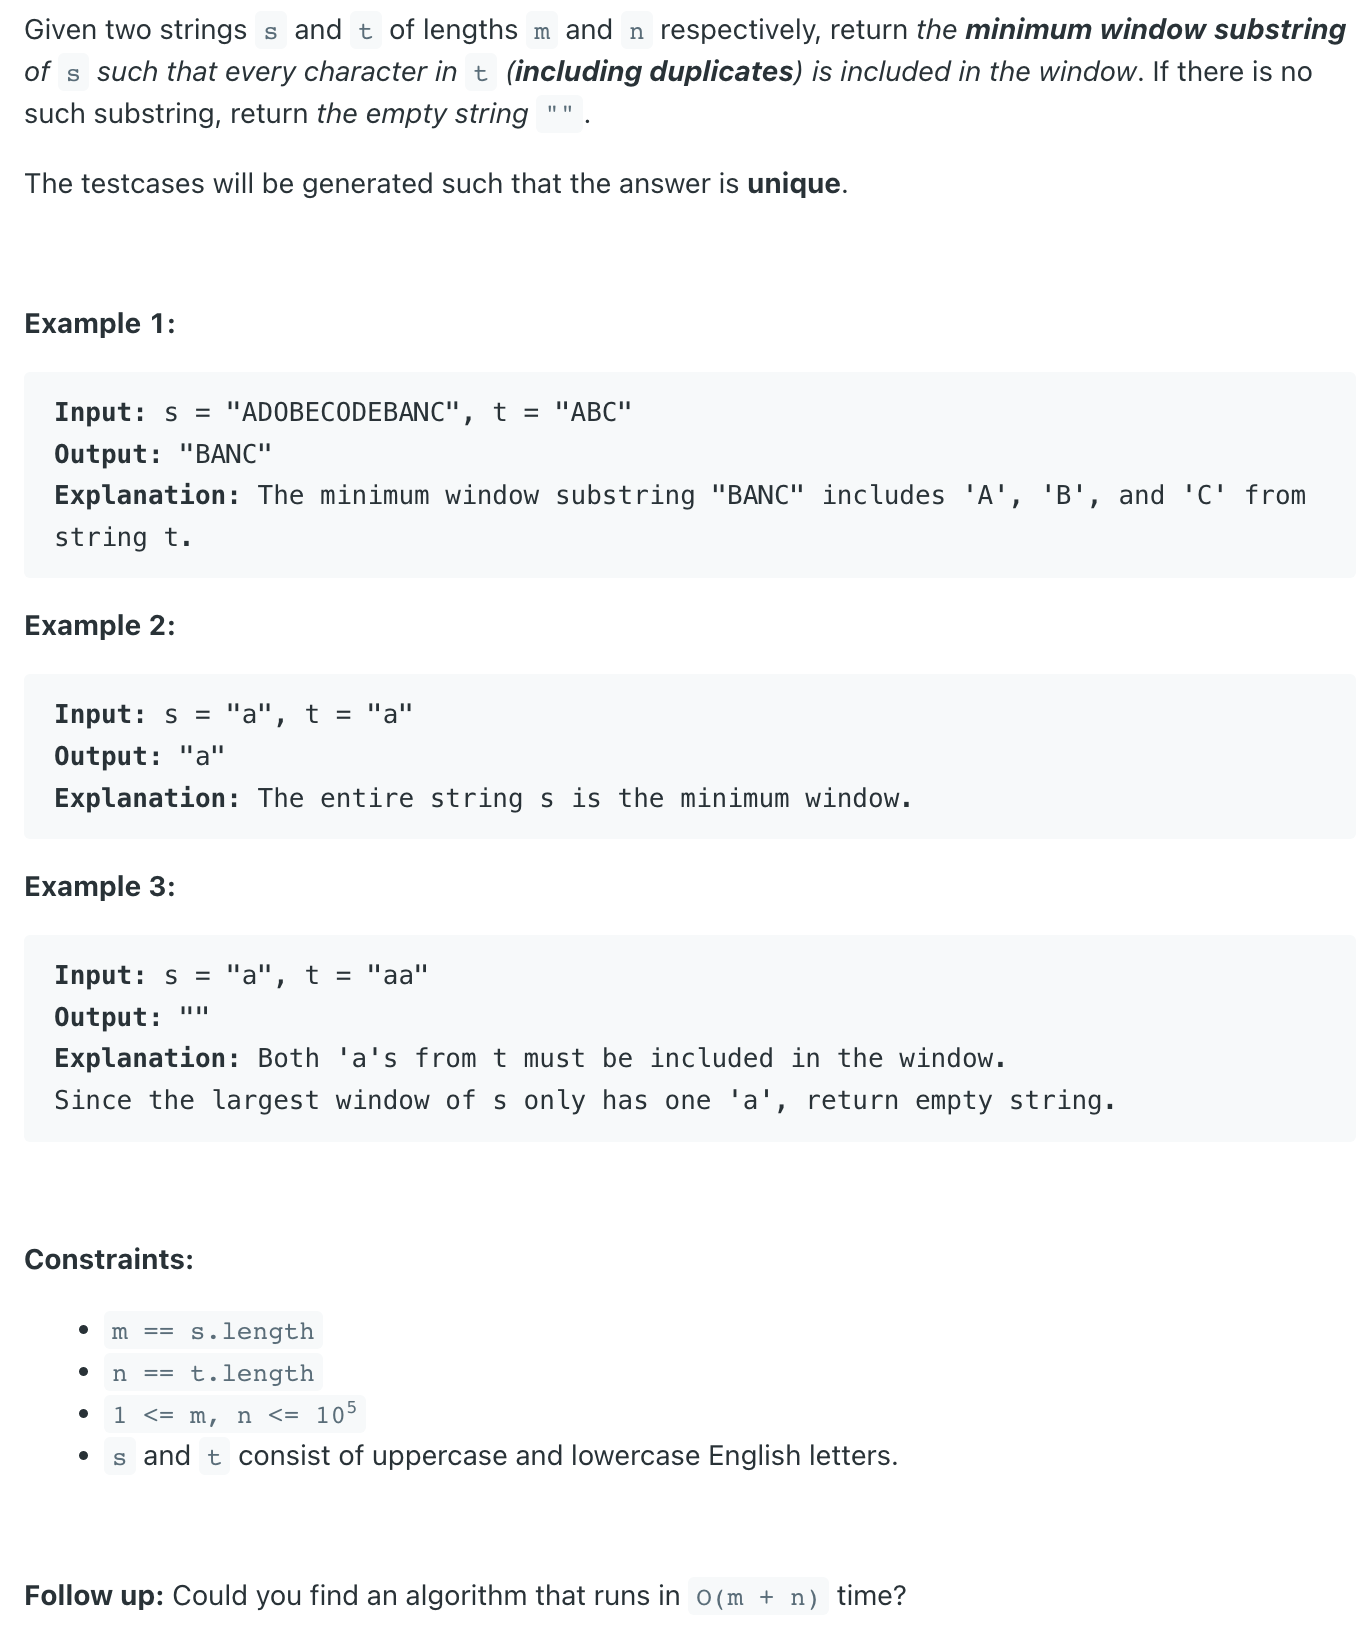 Given two strings s and t of lengths m and n respectively, return the minimum window substring
of s such that every character in t (including duplicates) is included in the window. If there is no
such substring, return the empty string "".
The testcases will be generated such that the answer is unique.
Example 1:
Input: s = "ADOBECODEBANC", t = "ABC"
Output: "BANC"
Explanation: The minimum window substring "BANC" includes 'A', 'B', and 'C' from
string t.
Example 2:
Input: s = "a", t = "a"
Output: "a"
Explanation: The entire string s is the minimum window.
Example 3:
Input: s = "a", t = "aa"
Output: ""
Explanation: Both 'a's from t must be included in the window.
Since the largest window of s only has one 'a', return empty string.
Constraints:
• m == s.length
• n == t.length
• 1 <= m, n <= 10⁵
• s and t consist of uppercase and lowercase English letters.
Follow up: Could you find an algorithm that runs in O(m + n) time?